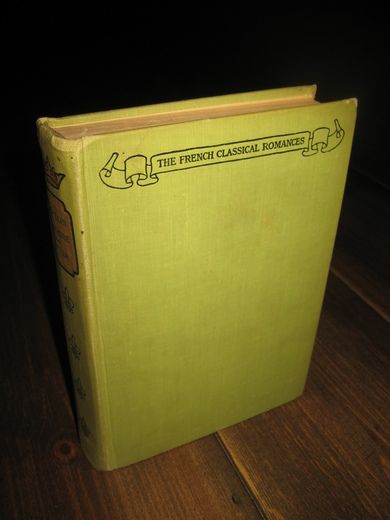 THE FRENCH CLASSICAL ROMANCES